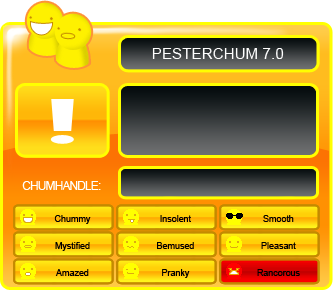 PESTERCHUM 7.0
!
CHUMHANDLE:
Chummy Insolent Smooth
Mystified Bemused Pleasant
Amazed Pranky Rancorous